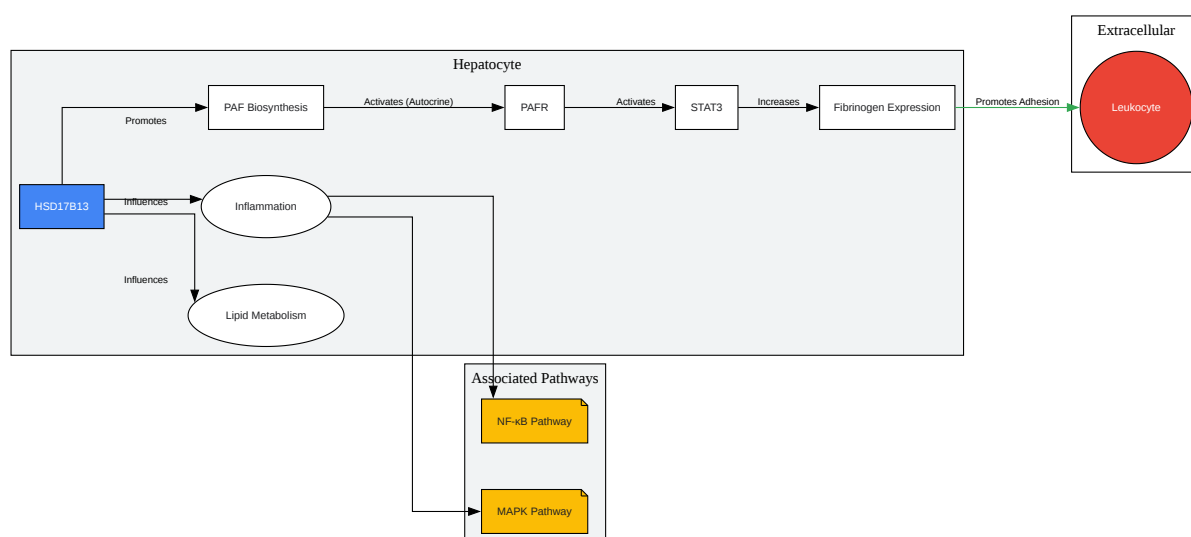 Extracellular
Hepatocyte
PAF Biosynthesis
Activates (Autocrine)
PAFR
Activates
STAT3
Increases
Fibrinogen Expression
Promotes Adhesion
Leukocyte
Promotes
HSD17B13
Influences
Inflammation
Influences
Lipid Metabolism
Associated Pathways
NF-κB Pathway
MAPK Pathway